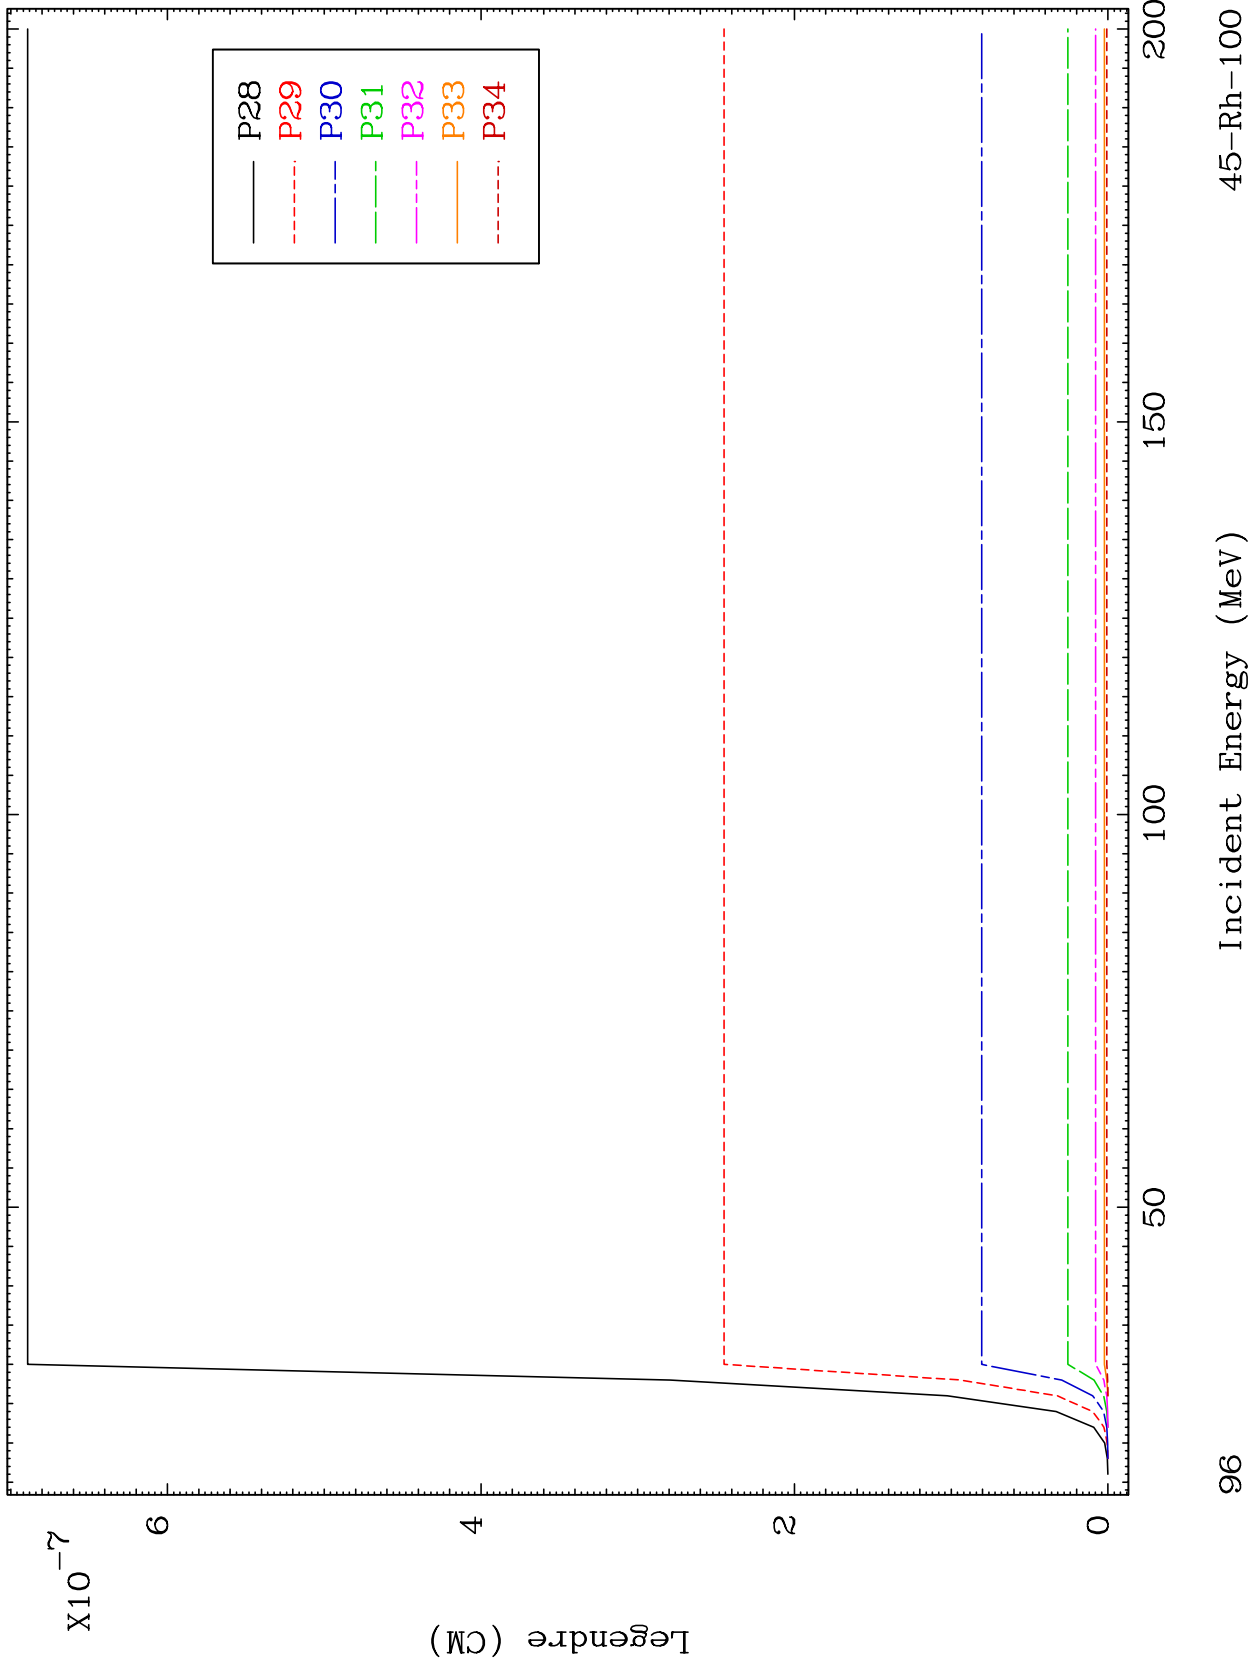 X10-7
6
4
2
0
Legendre (CM)
P28
P29
P30
P31
P32
P33
P34
50
100
150
200
Incident Energy (MeV)
96
45-Rh-100